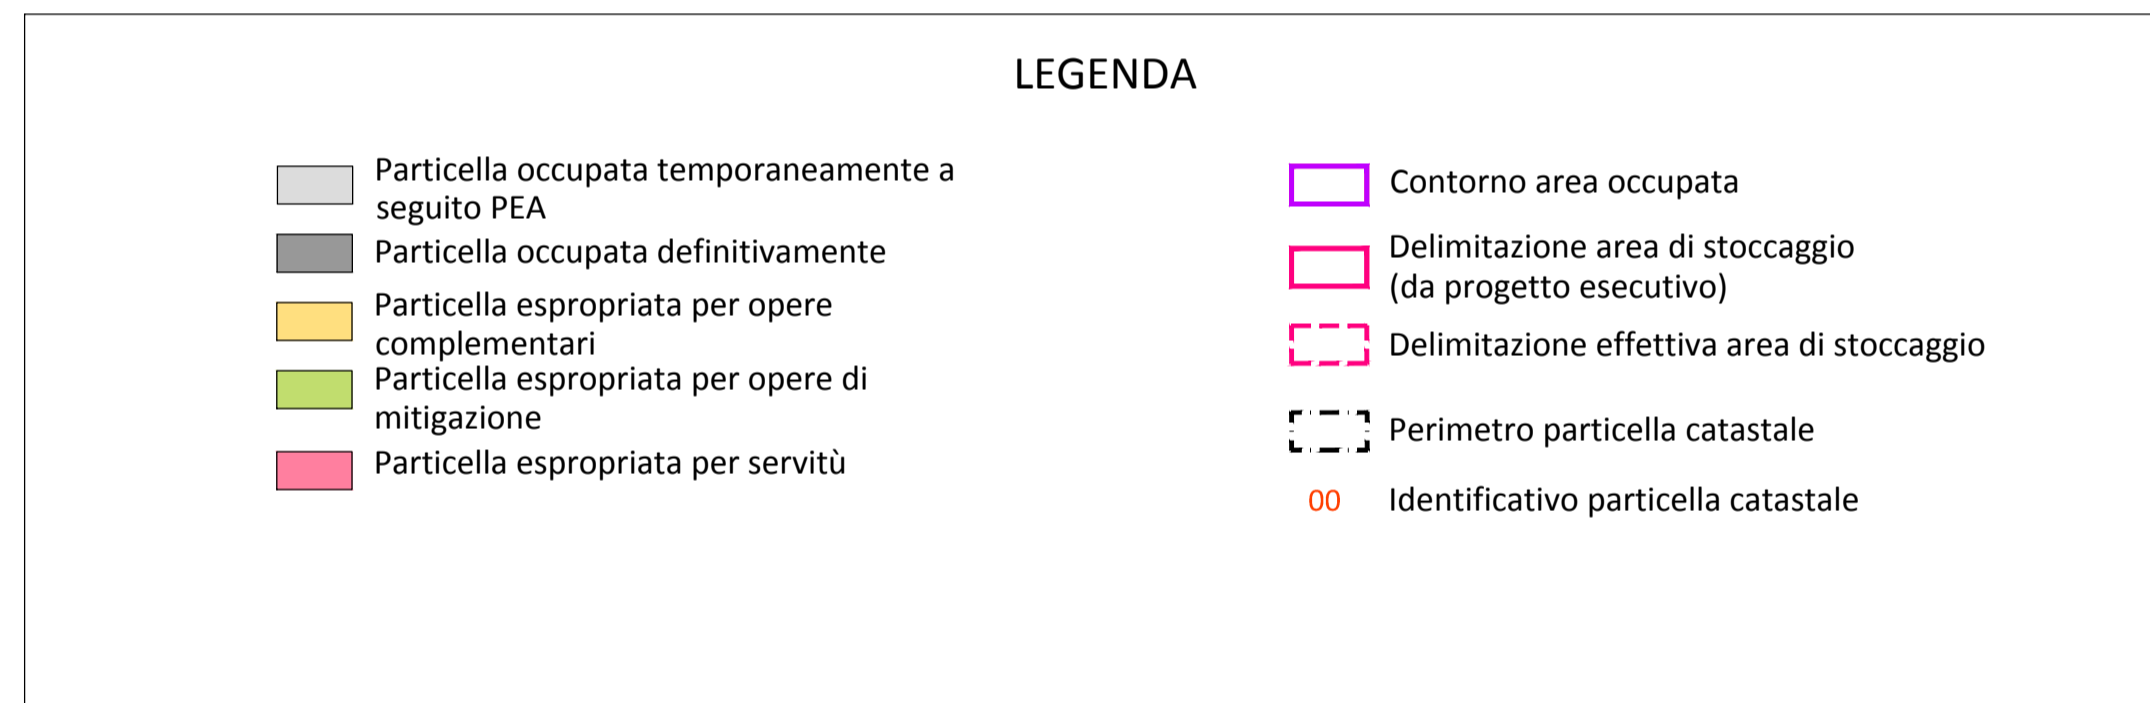 LEGENDA
Particella occupata temporaneamente a
seguito PEA
Particella occupata definitivamente
Particella espropriata per opere
complementari
Particella espropriata per opere di
mitigazione
Particella espropriata per servitù
Contorno area occupata
Delimitazione area di stoccaggio
(da progetto esecutivo)
Delimitazione effettiva area di stoccaggio
Perimetro particella catastale
00 Identificativo particella catastale